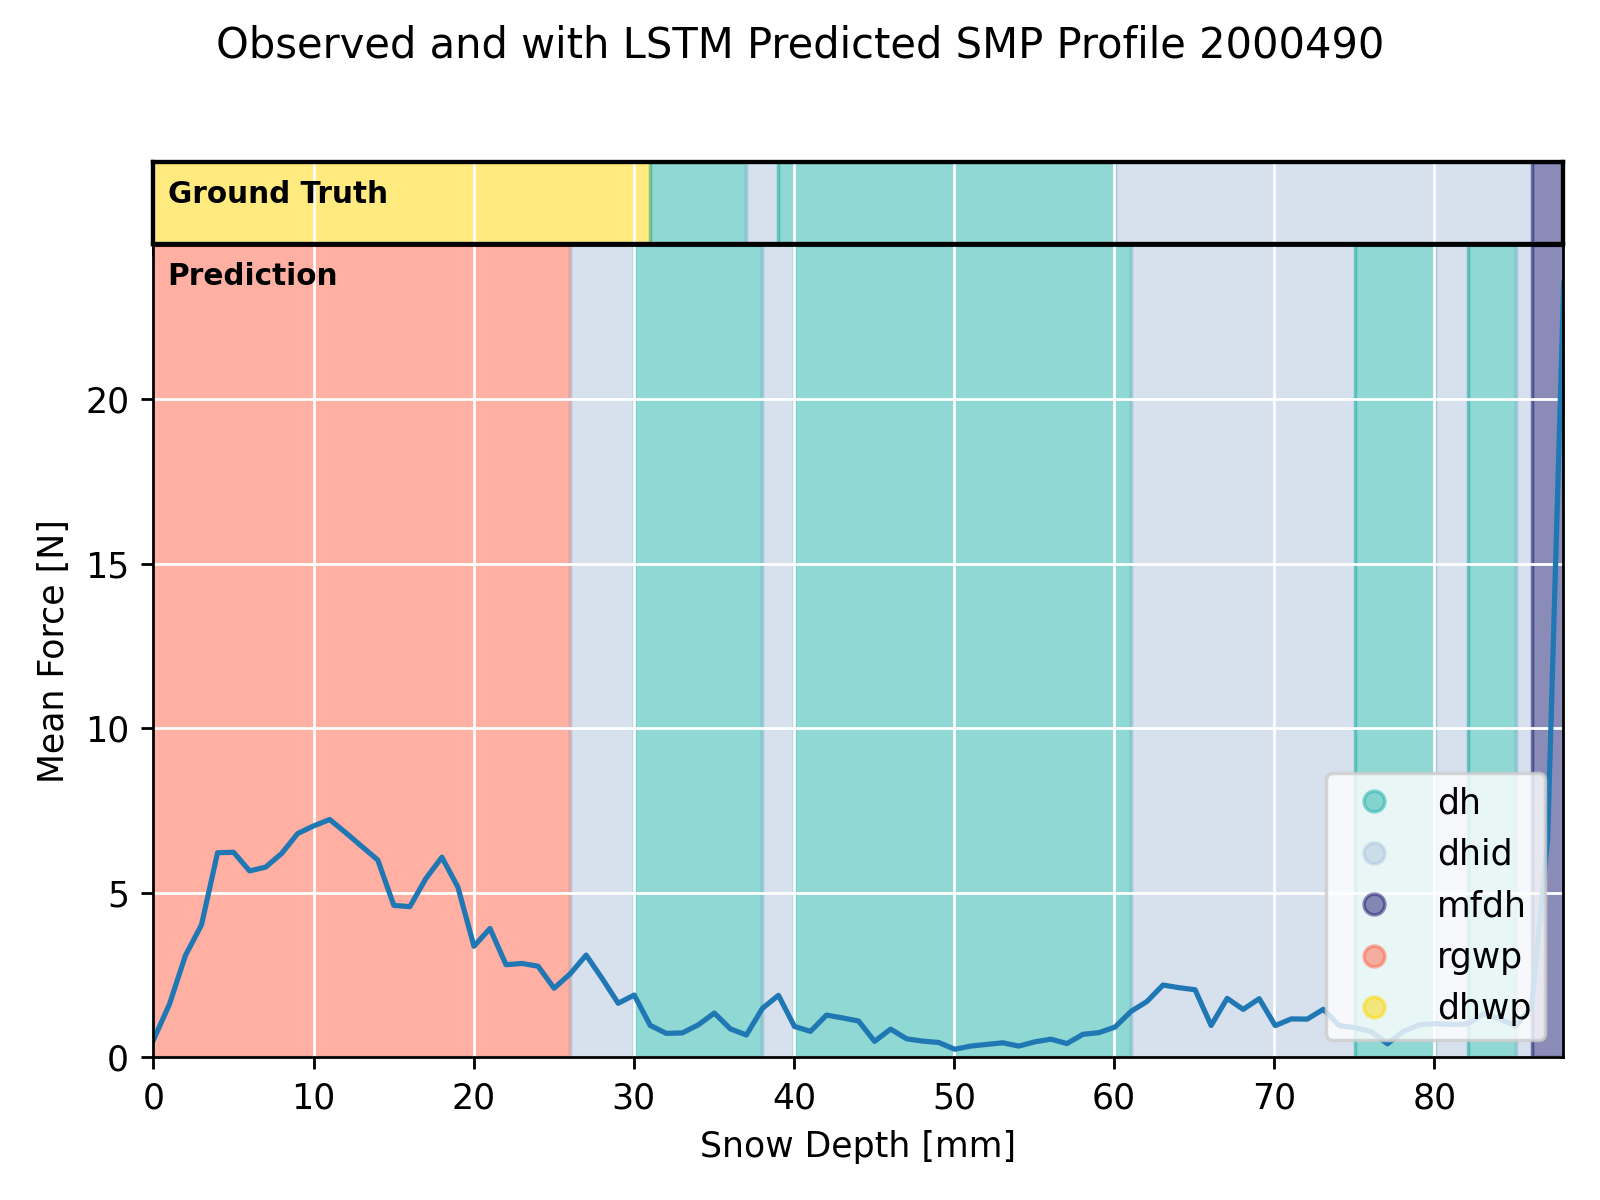 Observed and with LSTM Predicted SMP Profile 2000490
Ground Truth
Prediction
20
15
10
5
0
Mean Force [N]
dh
dhid
mfdh
rgwp
dhwp
0 10 20 30 40 50 60 70 80
Snow Depth [mm]